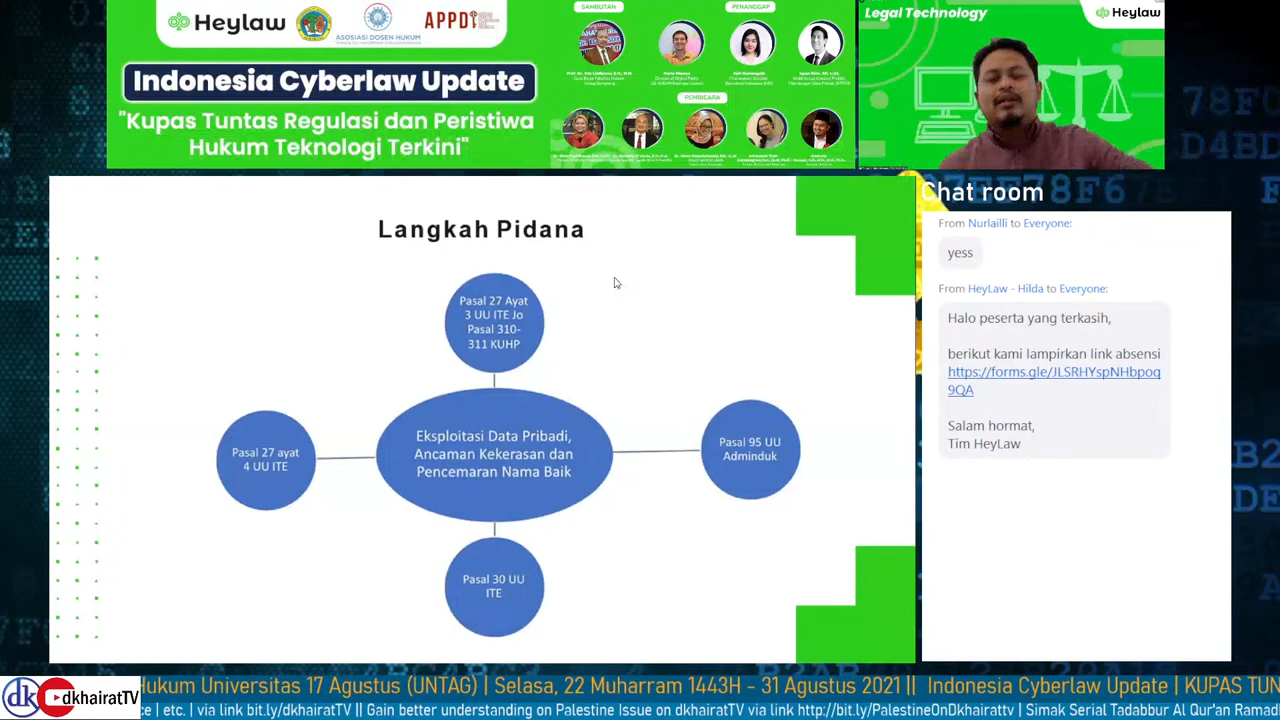 Heylaw
ASOSIASI DOSEN HUKUM
APPDI
Indonesia Cyberlaw Update
"Kupas Tuntas Regulasi dan Peristiwa
Hukum Teknologi Terkini"
SAMBUTAN
PENANGGAP
PEMBICARA
Legal Technology
Heylaw
Langkah Pidana
Pasal 27 Ayat
3 UU ITE Jo
Pasal 310-
311 KUHP
Pasal 27 ayat
4 UU ITE
Eksploitasi Data Pribadi,
Ancaman Kekerasan dan
Pencemaran Nama Baik
Pasal 95 UU
Adminduk
Pasal 30 UU
ITE
Chat room
From Nurlailli to Everyone:
yess
From HeyLaw - Hilda to Everyone:
Halo peserta yang terkasih,
berikut kami lampirkan link absensi
https://forms.gle/JLSRHYspNHbpoq
9QA
Salam hormat,
Tim HeyLaw
dk dkhairatTV
Hukum Universitas 17 Agustus (UNTAG) | Selasa, 22 Muharram 1443H - 31 Agustus 2021 || Indonesia Cyberlaw Update | KUPAS TUN
| etc. | via link bit.ly/dkhairatTV || Gain better understanding on Palestine Issue on dkhairatTV via link http://bit.ly/PalestineOnDkhairattv | Simak Serial Tadabbur Al Qur'an Ramad